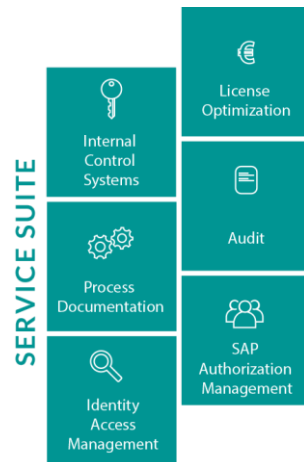 SERVICE SUITE
Internal
Control
Systems
Process
Documentation
Identity
Access
Management
License
Optimization
Audit
SAP
Authorization
Management